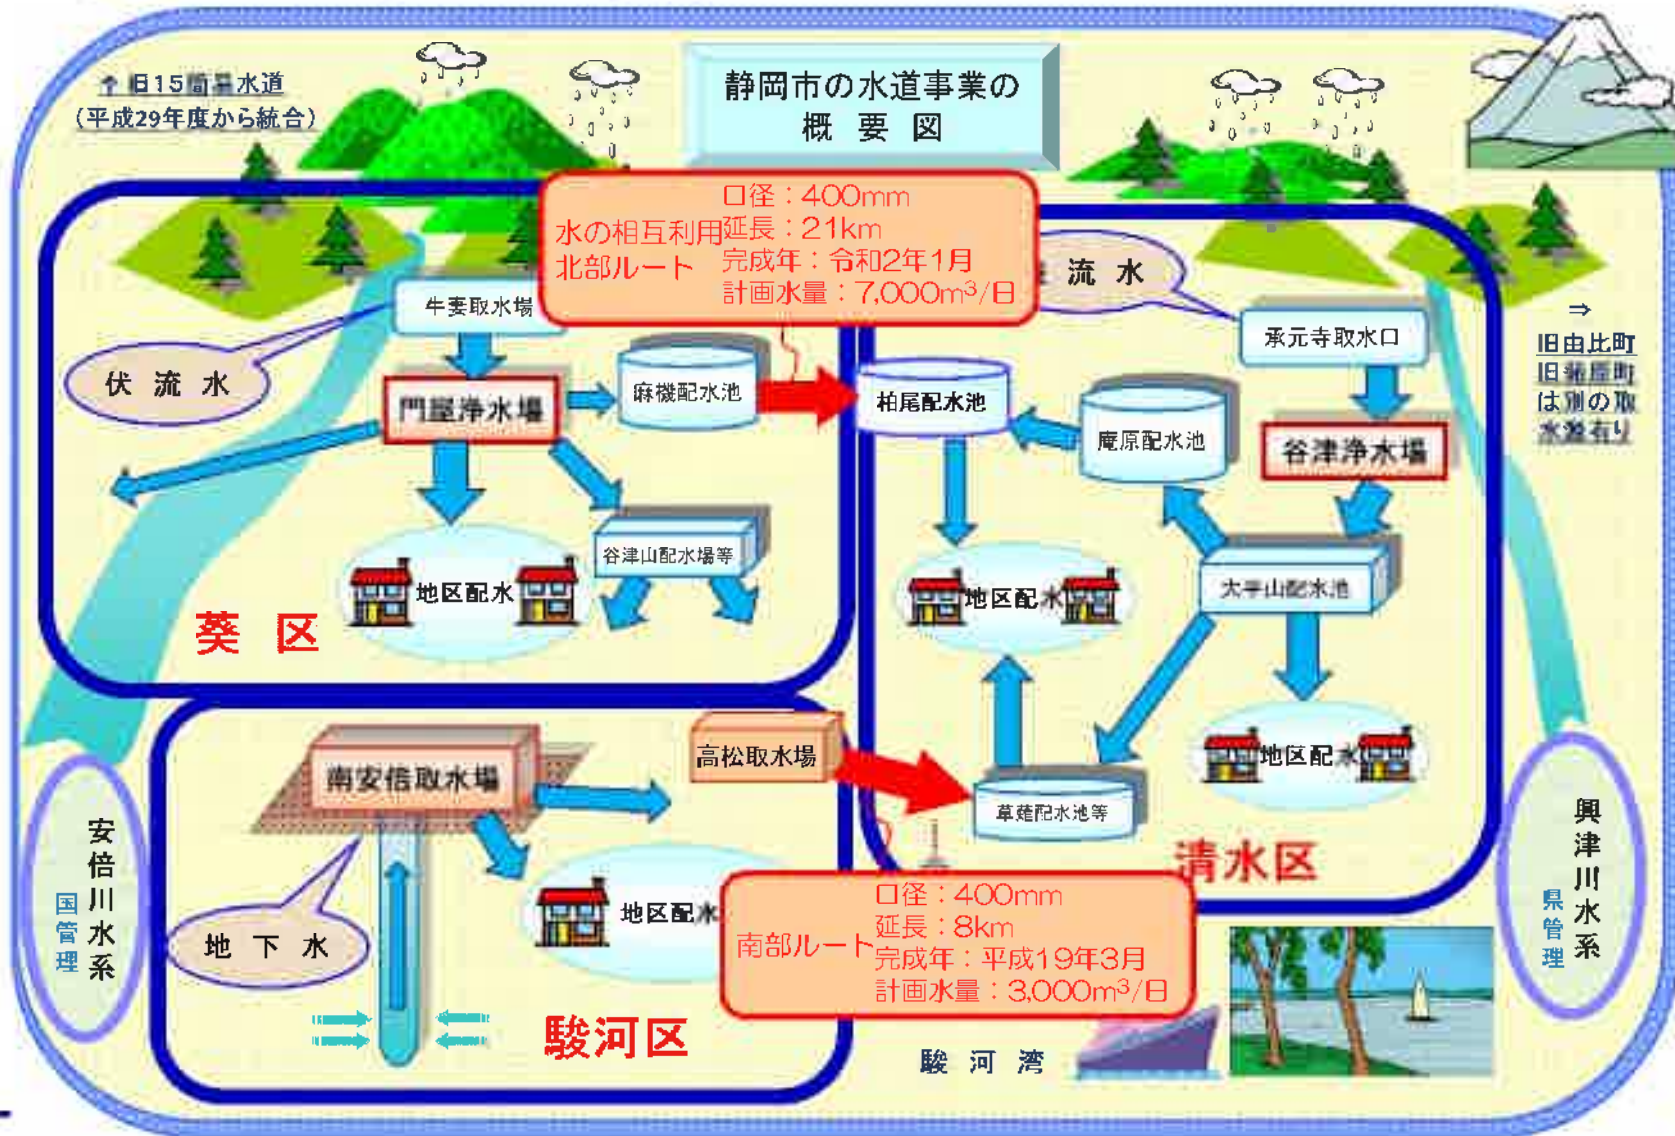 静岡市の水道事業の
概要図
↑旧15簡易水道
(平成29年度から統合)
水の相互利用
北部ルート
口径:400mm
延長:21km
完成年:令和2年1月
計画水量:7,000m³/日
流水
牛妻取水場
承元寺取水口
⇒
旧由比町
旧蒲原町
は別の取
水源有り
伏流水
門屋浄水場
麻機配水池
柏尾配水池
庵原配水池
谷津浄水場
谷津山配水場等
地区配水
葵区
地区配水
太平山配水池
高松取水場
地区配水
南安倍取水場
草薙配水池等
清水区
安倍川水系
国管理
地下水
地区配水
南部ルート
口径:400mm
延長:8km
完成年:平成19年3月
計画水量:3,000m³/日
興津川水系
県管理
駿河区
駿河湾